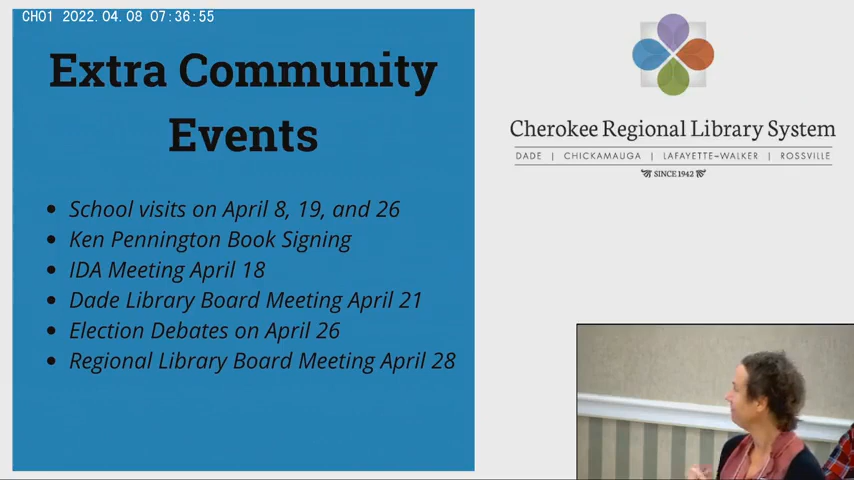 CH01 2022.04.08 07:36:55
Extra Community
Events
• School visits on April 8, 19, and 26
• Ken Pennington Book Signing
• IDA Meeting April 18
• Dade Library Board Meeting April 21
• Election Debates on April 26
• Regional Library Board Meeting April 28
Cherokee Regional Library System
DADE | CHICKAMAUGA | LAFAYETTE-WALKER | ROSSVILLE
SINCE 1942